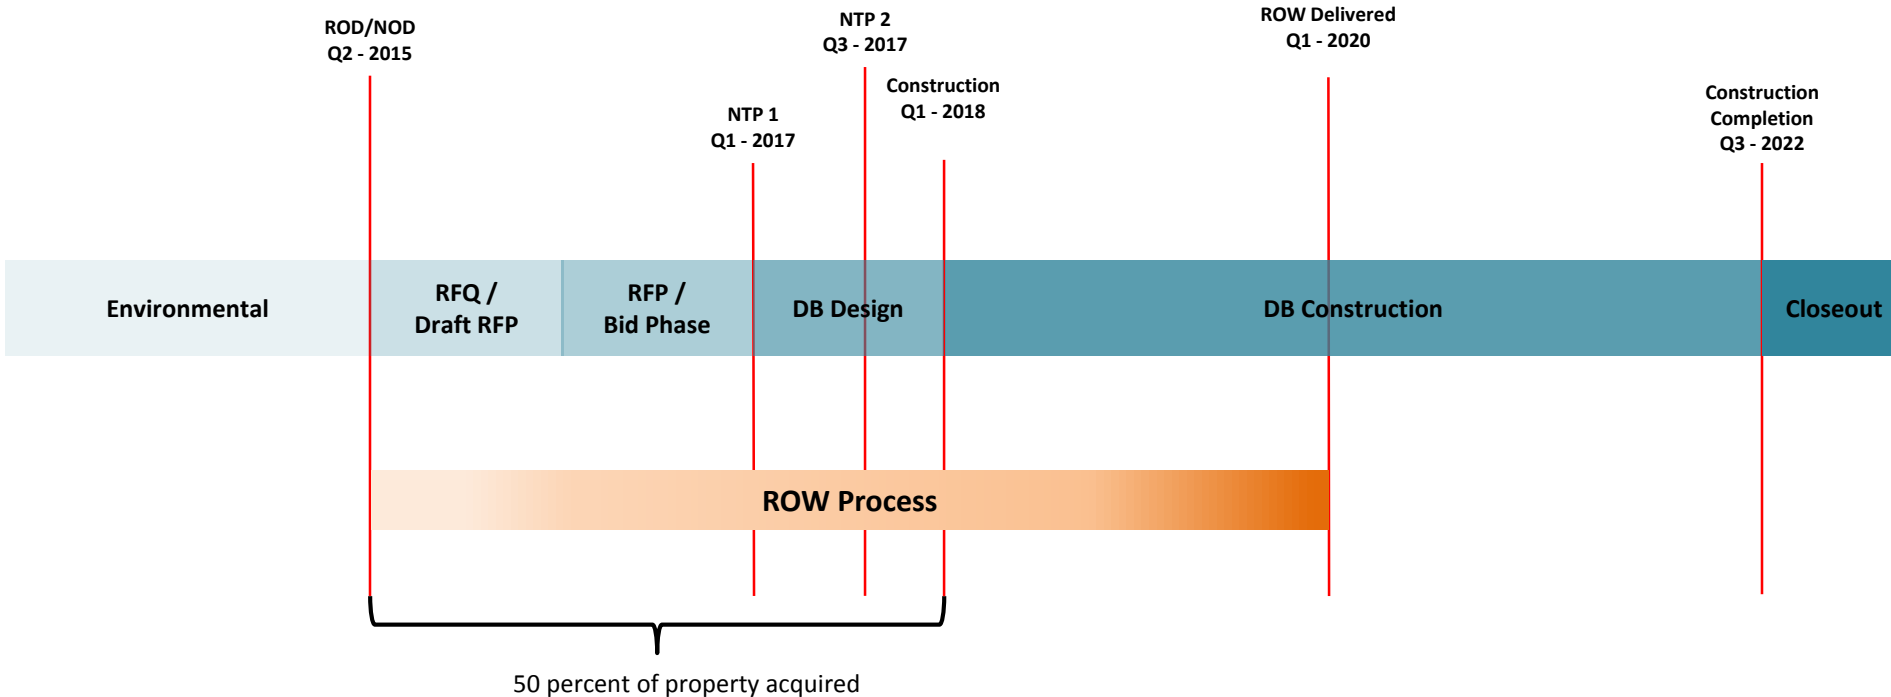 ROD/NOD
Q2 - 2015
NTP 1
Q1 - 2017
NTP 2
Q3 - 2017
Construction
Q1 - 2018
ROW Delivered
Q1 - 2020
Construction
Completion
Q3 - 2022
Environmental
RFQ /
Draft RFP
RFP /
Bid Phase
DB Design
DB Construction
Closeout
ROW Process
50 percent of property acquired